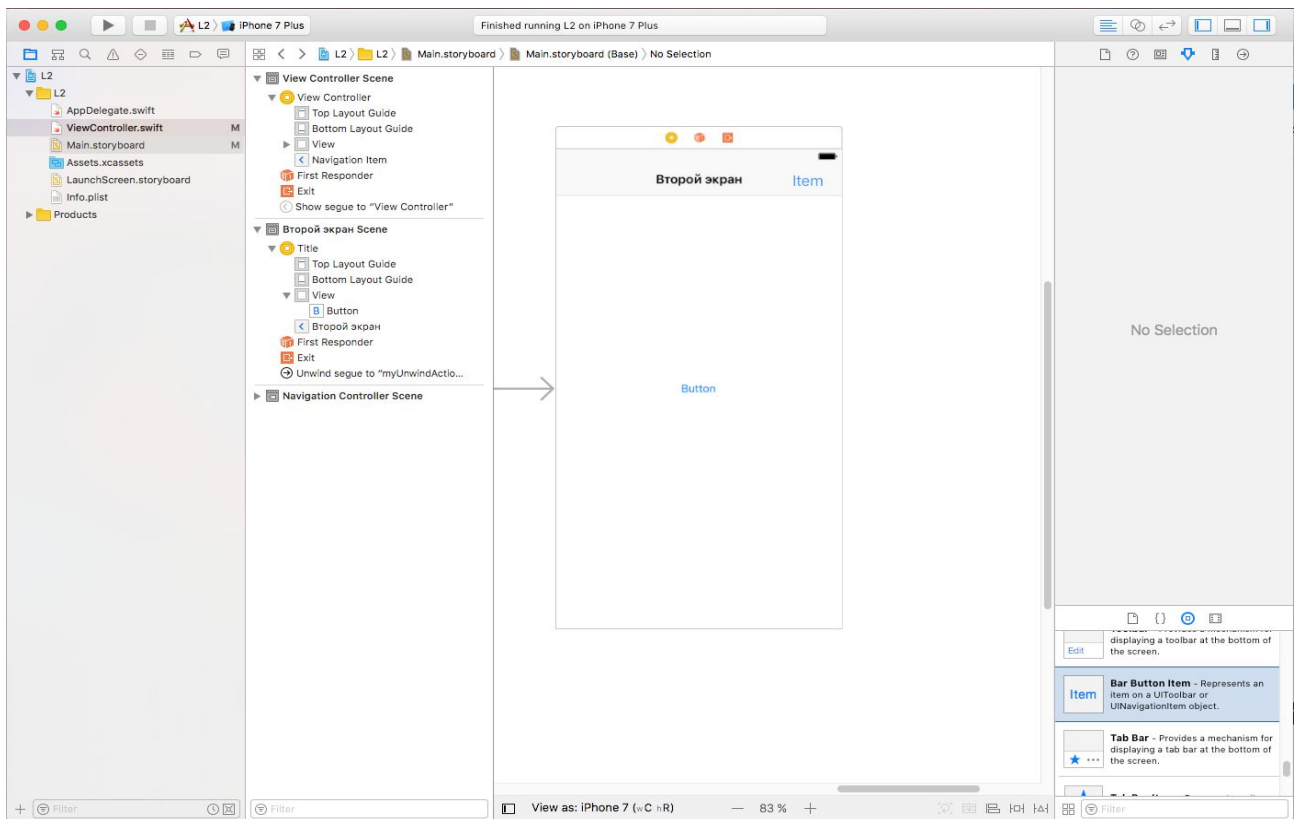 L2 〉 iPhone 7 Plus
Finished running L2 on iPhone 7 Plus
L2 〉 L2 〉 Main.storyboard 〉 Main.storyboard (Base) 〉 No Selection
L2
L2
AppDelegate.swift
ViewController.swift M
Main.storyboard M
Assets.xcassets
LaunchScreen.storyboard
Info.plist
Products
Filter
View Controller Scene
View Controller
Top Layout Guide
Bottom Layout Guide
View
Navigation Item
First Responder
Exit
Show segue to "View Controller"
Второй экран Scene
Title
Top Layout Guide
Bottom Layout Guide
View
B Button
Второй экран
First Responder
Exit
Unwind segue to "myUnwindActio...
Navigation Controller Scene
Filter
Второй экран Item
Button
View as: iPhone 7 (wC hR) — 83 % +
No Selection
{}
displaying a toolbar at the bottom of
Edit the screen.
Item
Bar Button Item - Represents an
item on a UIToolbar or
UINavigationItem object.
Tab Bar - Provides a mechanism for
displaying a tab bar at the bottom of
the screen.
Filter